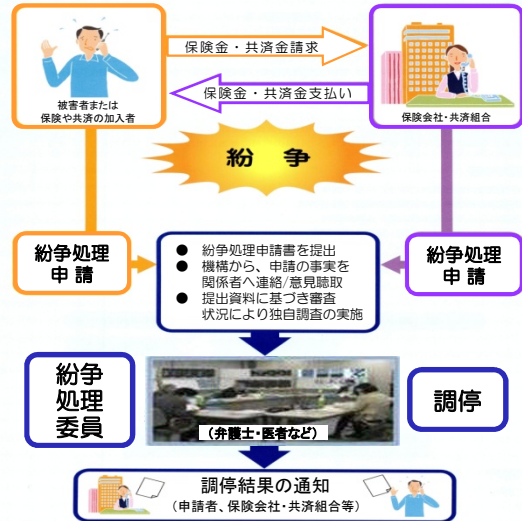 保険金・共済金請求
保険金・共済金支払い
被害者または
保険や共済の加入者
保険会社・共済組合
紛争
紛争処理
申請
● 紛争処理申請書を提出
● 機構から、申請の事実を
関係者へ連絡/意見聴取
● 提出資料に基づき審査
状況により独自調査の実施
紛争処理
申請
紛争
処理
委員
(弁護士・医者など)
調停
調停結果の通知
(申請者、保険会社・共済組合等)